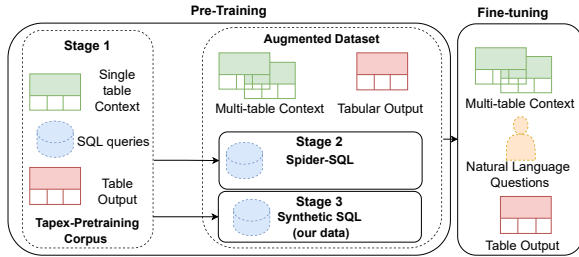 Pre-Training
Stage 1
Single
table
Context
SQL queries
Table
Output
Tapex-Pretraining
Corpus
Augmented Dataset
Multi-table Context
Tabular Output
Stage 2
Spider-SQL
Stage 3
Synthetic SQL
(our data)
Fine-tuning
Multi-table Context
Natural Language
Questions
Table Output